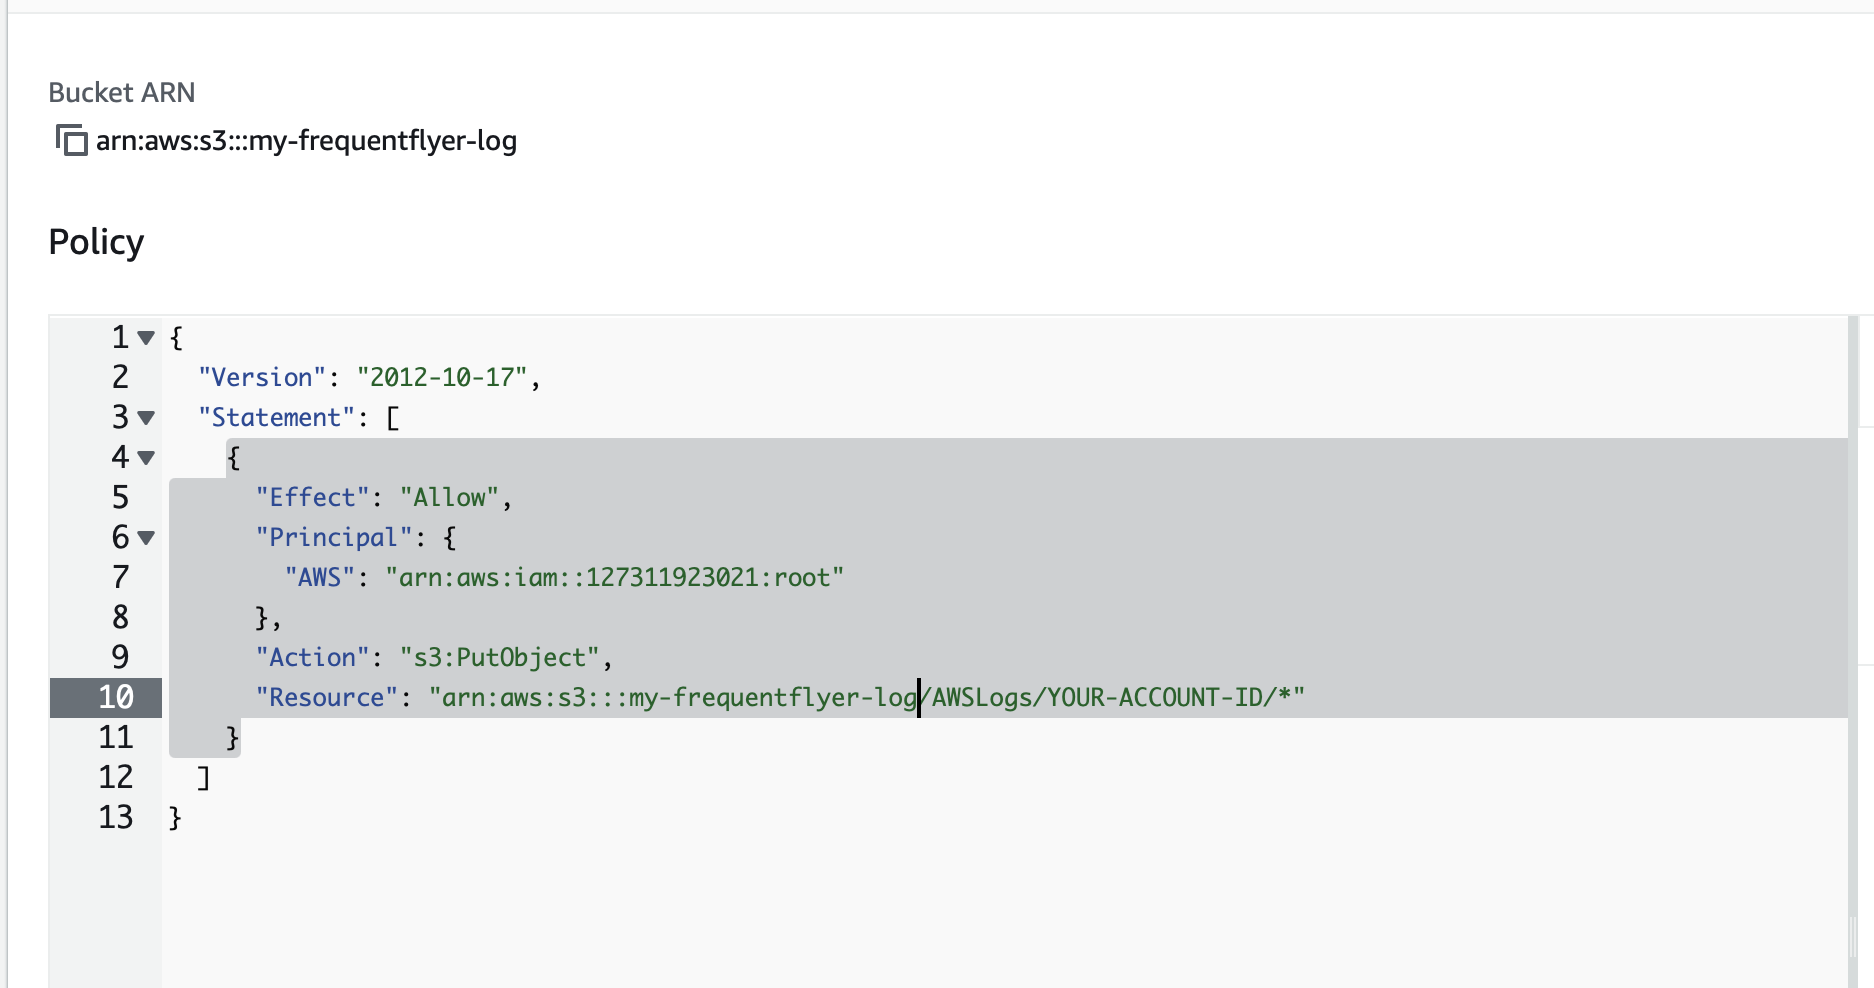 Bucket ARN
arn:aws:s3:::my-frequentflyer-log
Policy
1 {
2 "Version": "2012-10-17",
3 "Statement": [
4 {
5 "Effect": "Allow",
6 "Principal": {
7 "AWS": "arn:aws:iam::127311923021:root"
8 },
9 "Action": "s3:PutObject",
10 "Resource": "arn:aws:s3:::my-frequentflyer-log/AWSLogs/YOUR-ACCOUNT-ID/*"
11 }
12 ]
13 }